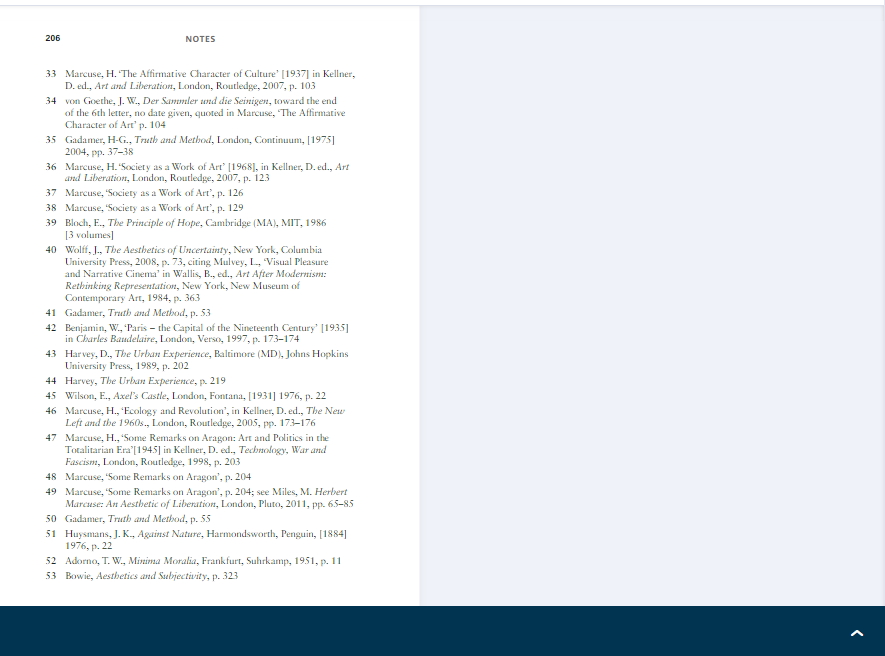 206 NOTES
33 Marcuse, H. ‘The Affirmative Character of Culture’ [1937] in Kellner,
D. ed., Art and Liberation, London, Routledge, 2007, p. 103
34 von Goethe, J. W., Der Sammler und die Seinigen, toward the end
of the 6th letter, no date given, quoted in Marcuse, ‘The Affirmative
Character of Art’ p. 104
35 Gadamer, H-G., Truth and Method, London, Continuum, [1975]
2004, pp. 37–38
36 Marcuse, H. ‘Society as a Work of Art’ [1968], in Kellner, D. ed., Art
and Liberation, London, Routledge, 2007, p. 123
37 Marcuse, ‘Society as a Work of Art’, p. 126
38 Marcuse, ‘Society as a Work of Art’, p. 129
39 Bloch, E., The Principle of Hope, Cambridge (MA), MIT, 1986
[3 volumes]
40 Wolff, J., The Aesthetics of Uncertainty, New York, Columbia
University Press, 2008, p. 73, citing Mulvey, L., ‘Visual Pleasure
and Narrative Cinema’ in Wallis, B., ed., Art After Modernism:
Rethinking Representation, New York, New Museum of
Contemporary Art, 1984, p. 363
41 Gadamer, Truth and Method, p. 53
42 Benjamin, W., ‘Paris – the Capital of the Nineteenth Century’ [1935]
in Charles Baudelaire, London, Verso, 1997, p. 173–174
43 Harvey, D., The Urban Experience, Baltimore (MD), Johns Hopkins
University Press, 1989, p. 202
44 Harvey, The Urban Experience, p. 219
45 Wilson, E., Axel’s Castle, London, Fontana, [1931] 1976, p. 22
46 Marcuse, H., ‘Ecology and Revolution’, in Kellner, D. ed., The New
Left and the 1960s., London, Routledge, 2005, pp. 173–176
47 Marcuse, H., ‘Some Remarks on Aragon: Art and Politics in the
Totalitarian Era’[1945] in Kellner, D. ed., Technology, War and
Fascism, London, Routledge, 1998, p. 203
48 Marcuse, ‘Some Remarks on Aragon’, p. 204
49 Marcuse, ‘Some Remarks on Aragon’, p. 204; see Miles, M. Herbert
Marcuse: An Aesthetic of Liberation, London, Pluto, 2011, pp. 65–85
50 Gadamer, Truth and Method, p. 55
51 Huysmans, J. K., Against Nature, Harmondsworth, Penguin, [1884]
1976, p. 22
52 Adorno, T. W., Minima Moralia, Frankfurt, Suhrkamp, 1951, p. 11
53 Bowie, Aesthetics and Subjectivity, p. 323